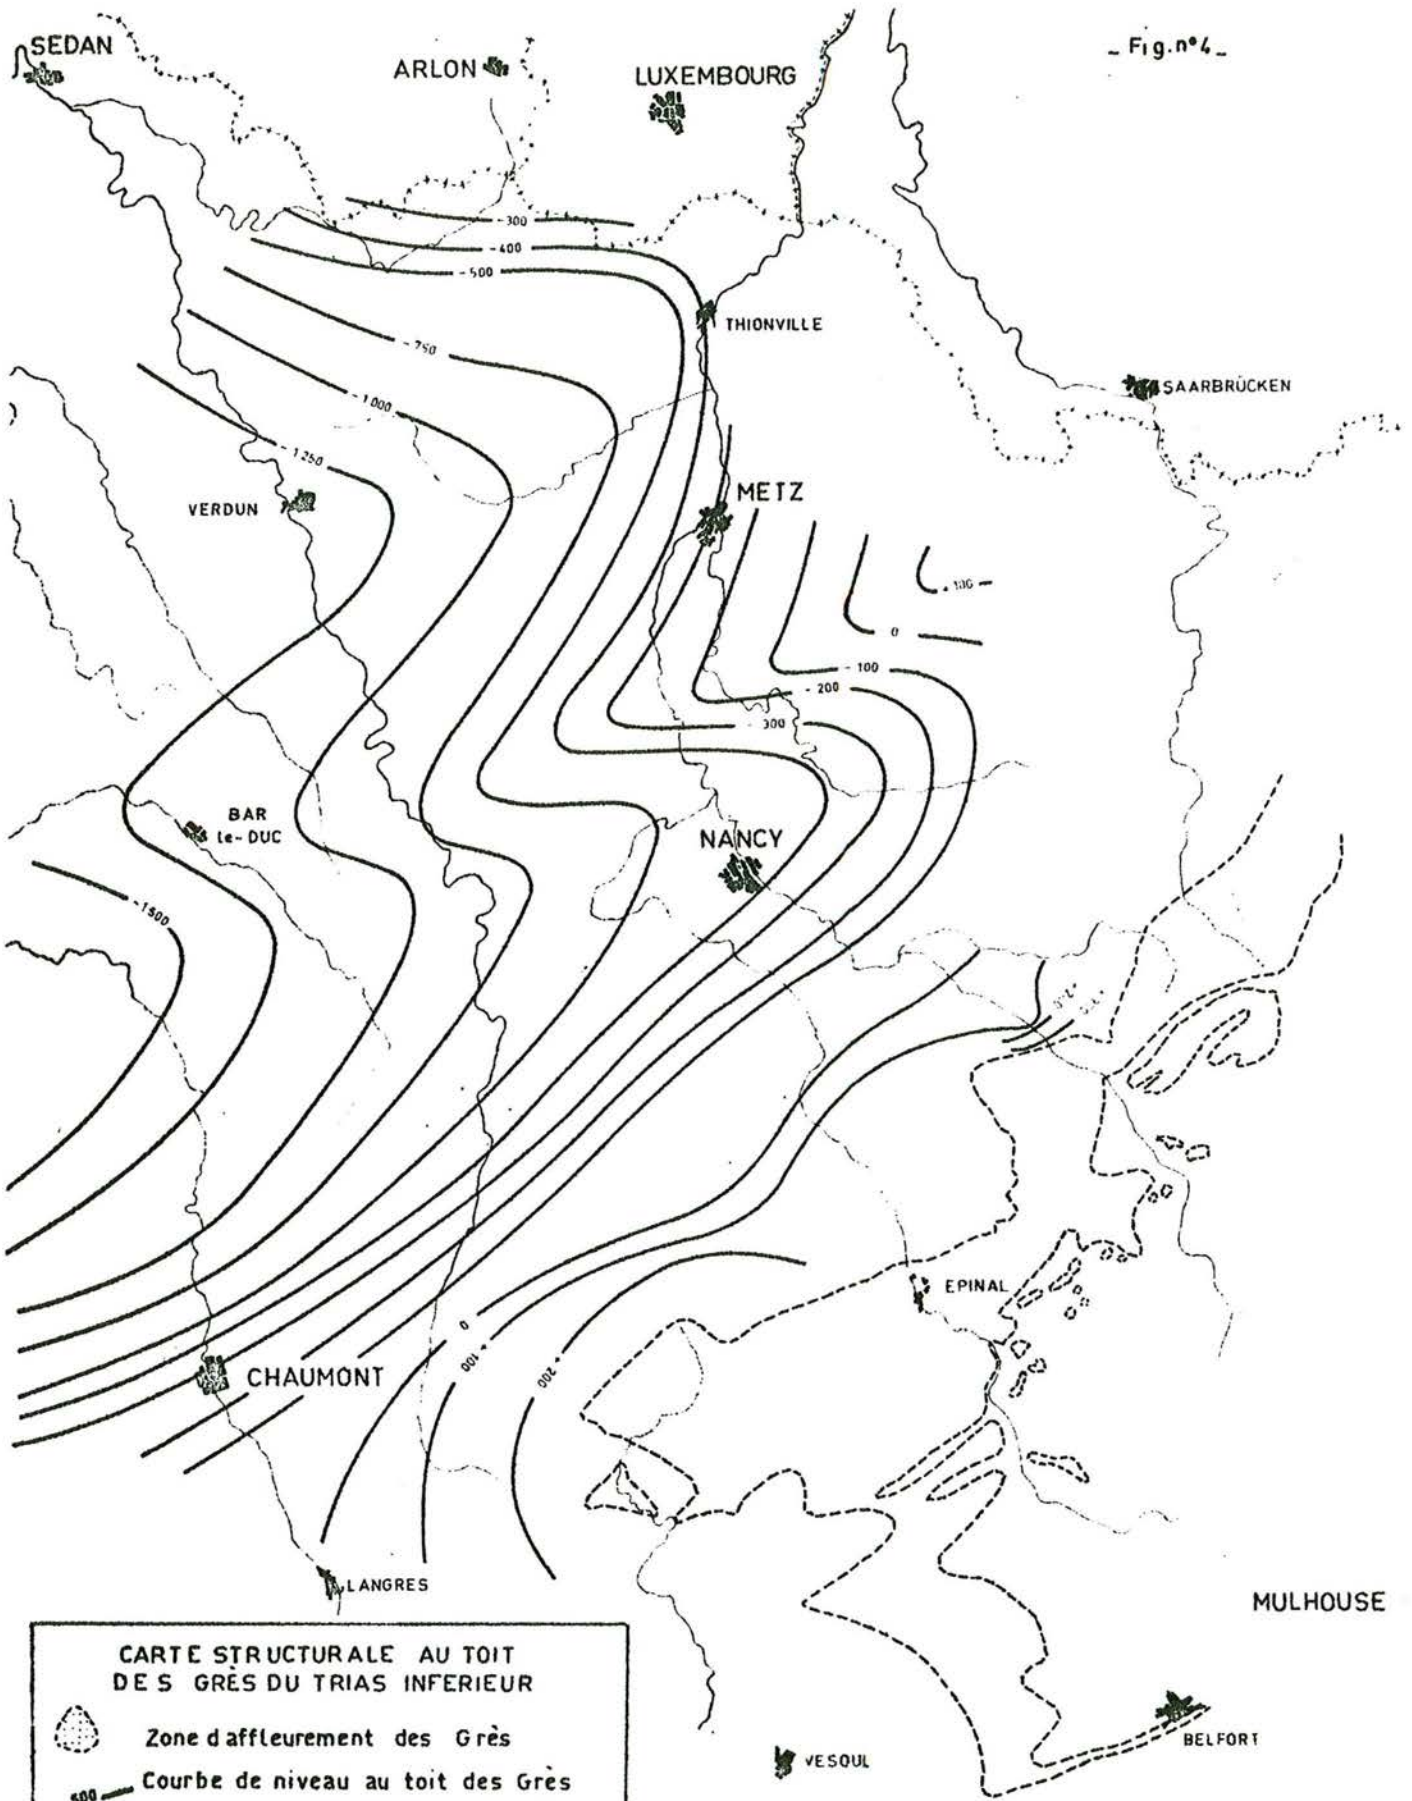 SEDAN
ARLON
LUXEMBOURG
- Fig.n°4 -
-300
-400
-500
THIONVILLE
-750
SAARBRÜCKEN
-1000
-1250
VERDUN
METZ
+100
0
-100
-200
-300
BAR
le-DUC
NANCY
-1500
EPINAL
0
+100
+200
CHAUMONT
LANGRES
MULHOUSE
CARTE STRUCTURALE AU TOIT
DES GRÈS DU TRIAS INFERIEUR
Zone d'affleurement des Grès
Courbe de niveau au toit des Grès
BELFORT
VESOUL